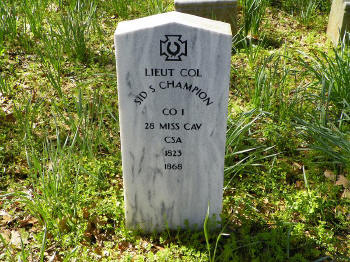 LIEUT COL
SID S CHAMPION
CO I
28 MISS CAV
CSA
1823
1868